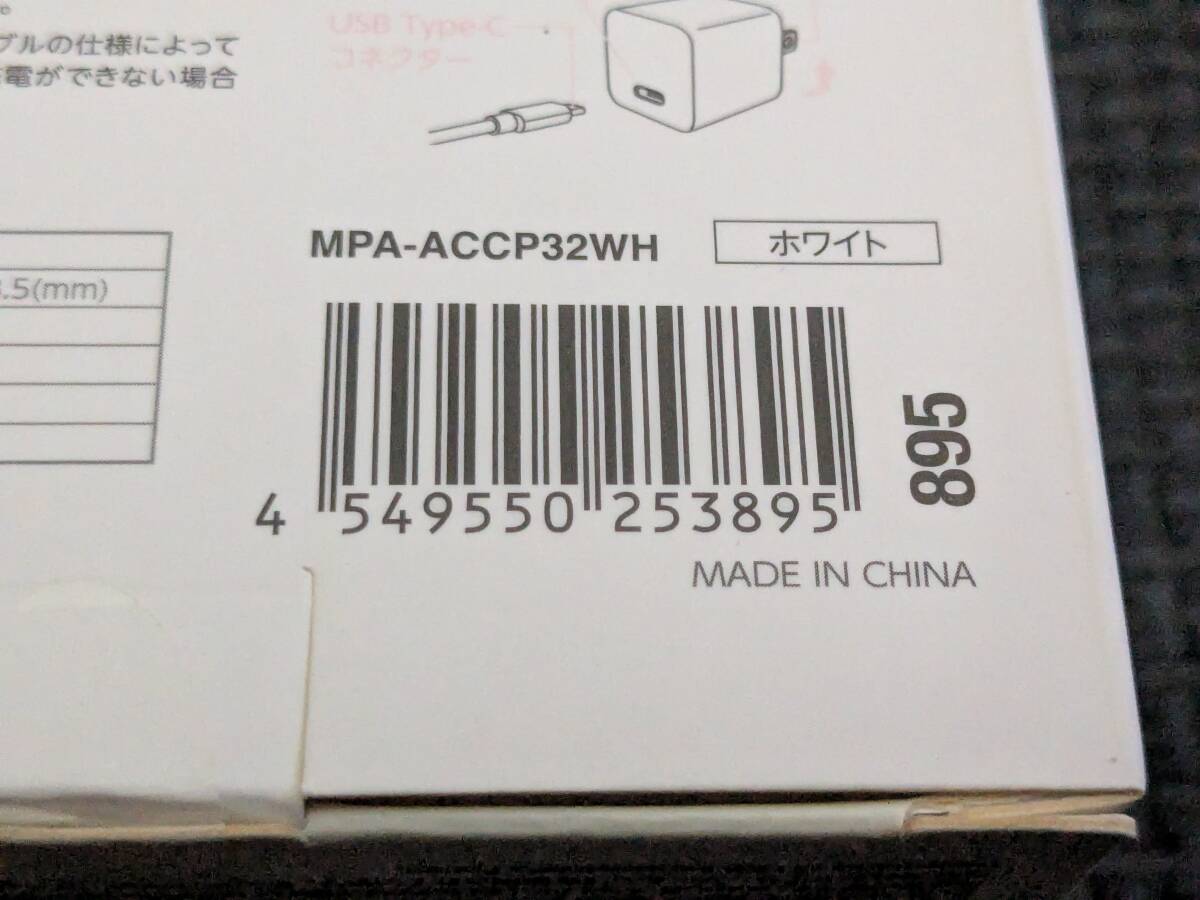 USB Type-C
コネクター
ブルの仕様によって
電ができない場合
.5(mm)
MPA-ACCP32WH
ホワイト
4 549550 253895
895
MADE IN CHINA